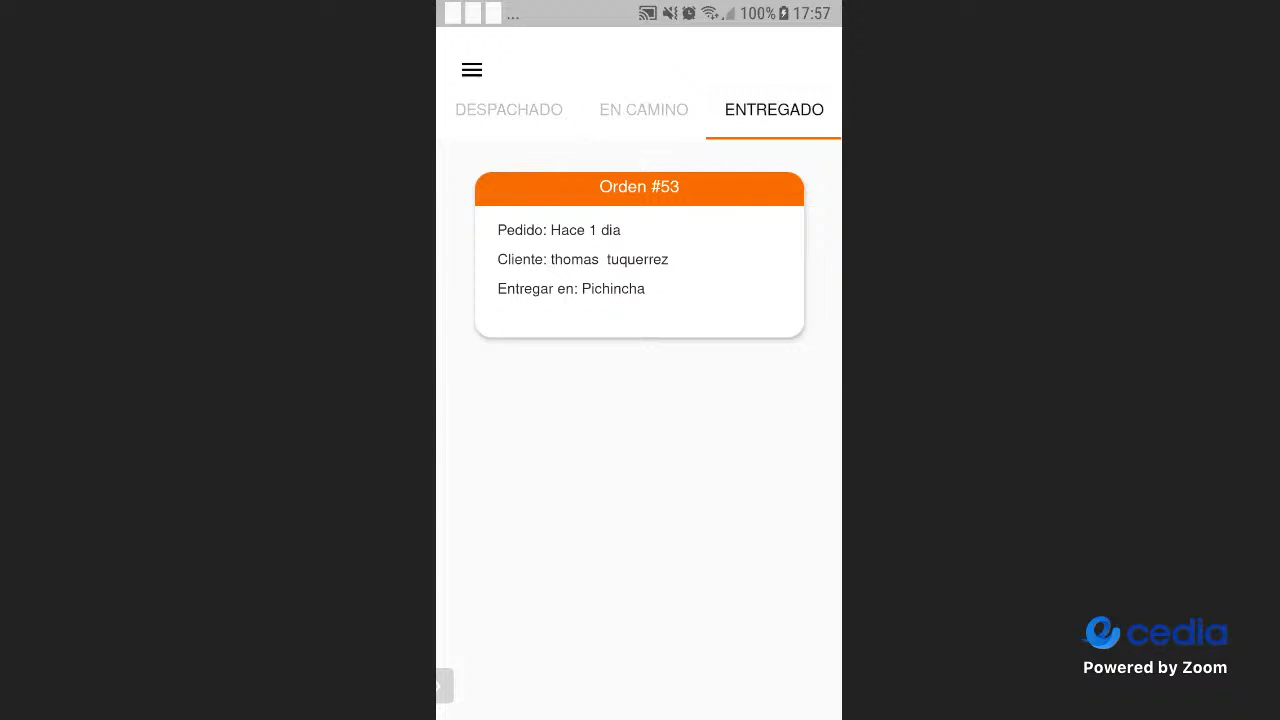 ... 100% 17:57
DESPACHADO EN CAMINO ENTREGADO
Orden #53
Pedido: Hace 1 dia
Cliente: thomas tuquerrez
Entregar en: Pichincha
cedia
Powered by Zoom